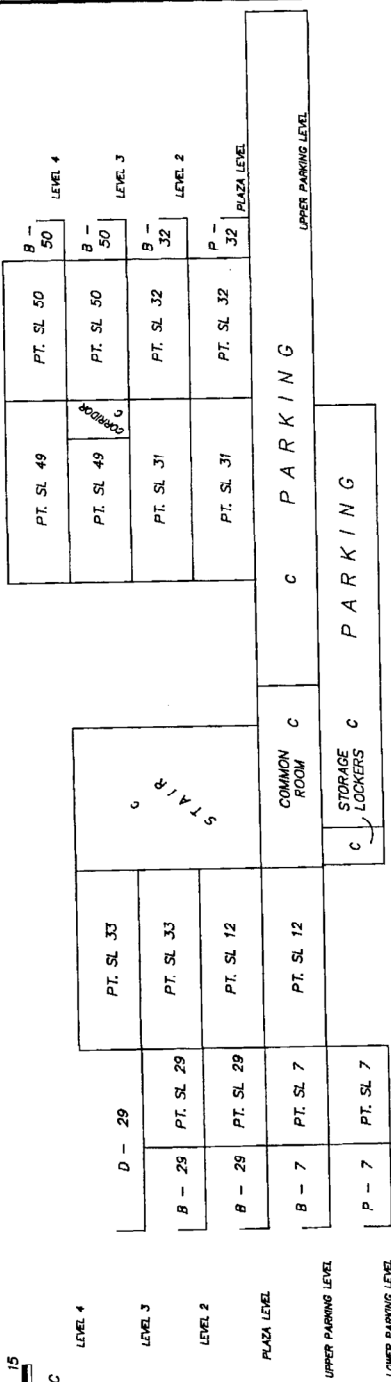 15
C
PT. SL 49 PT. SL 50 B - 50 LEVEL 4
LEVEL 4 D - 29 PT. SL 33
PT. SL 49 CORRIDOR C PT. SL 50 B - 50 LEVEL 3
LEVEL 3 B - 29 PT. SL 29 PT. SL 33
STAIR C
PT. SL 31 PT. SL 32 B - 32 LEVEL 2
LEVEL 2 B - 29 PT. SL 29 PT. SL 12
PT. SL 31 PT. SL 32 P - 32 PLAZA LEVEL
PLAZA LEVEL B - 7 PT. SL 7 PT. SL 12
COMMON ROOM C
C PARKING
UPPER PARKING LEVEL
UPPER PARKING LEVEL P - 7 PT. SL 7
C STORAGE LOCKERS
C PARKING
LOWER PARKING LEVEL